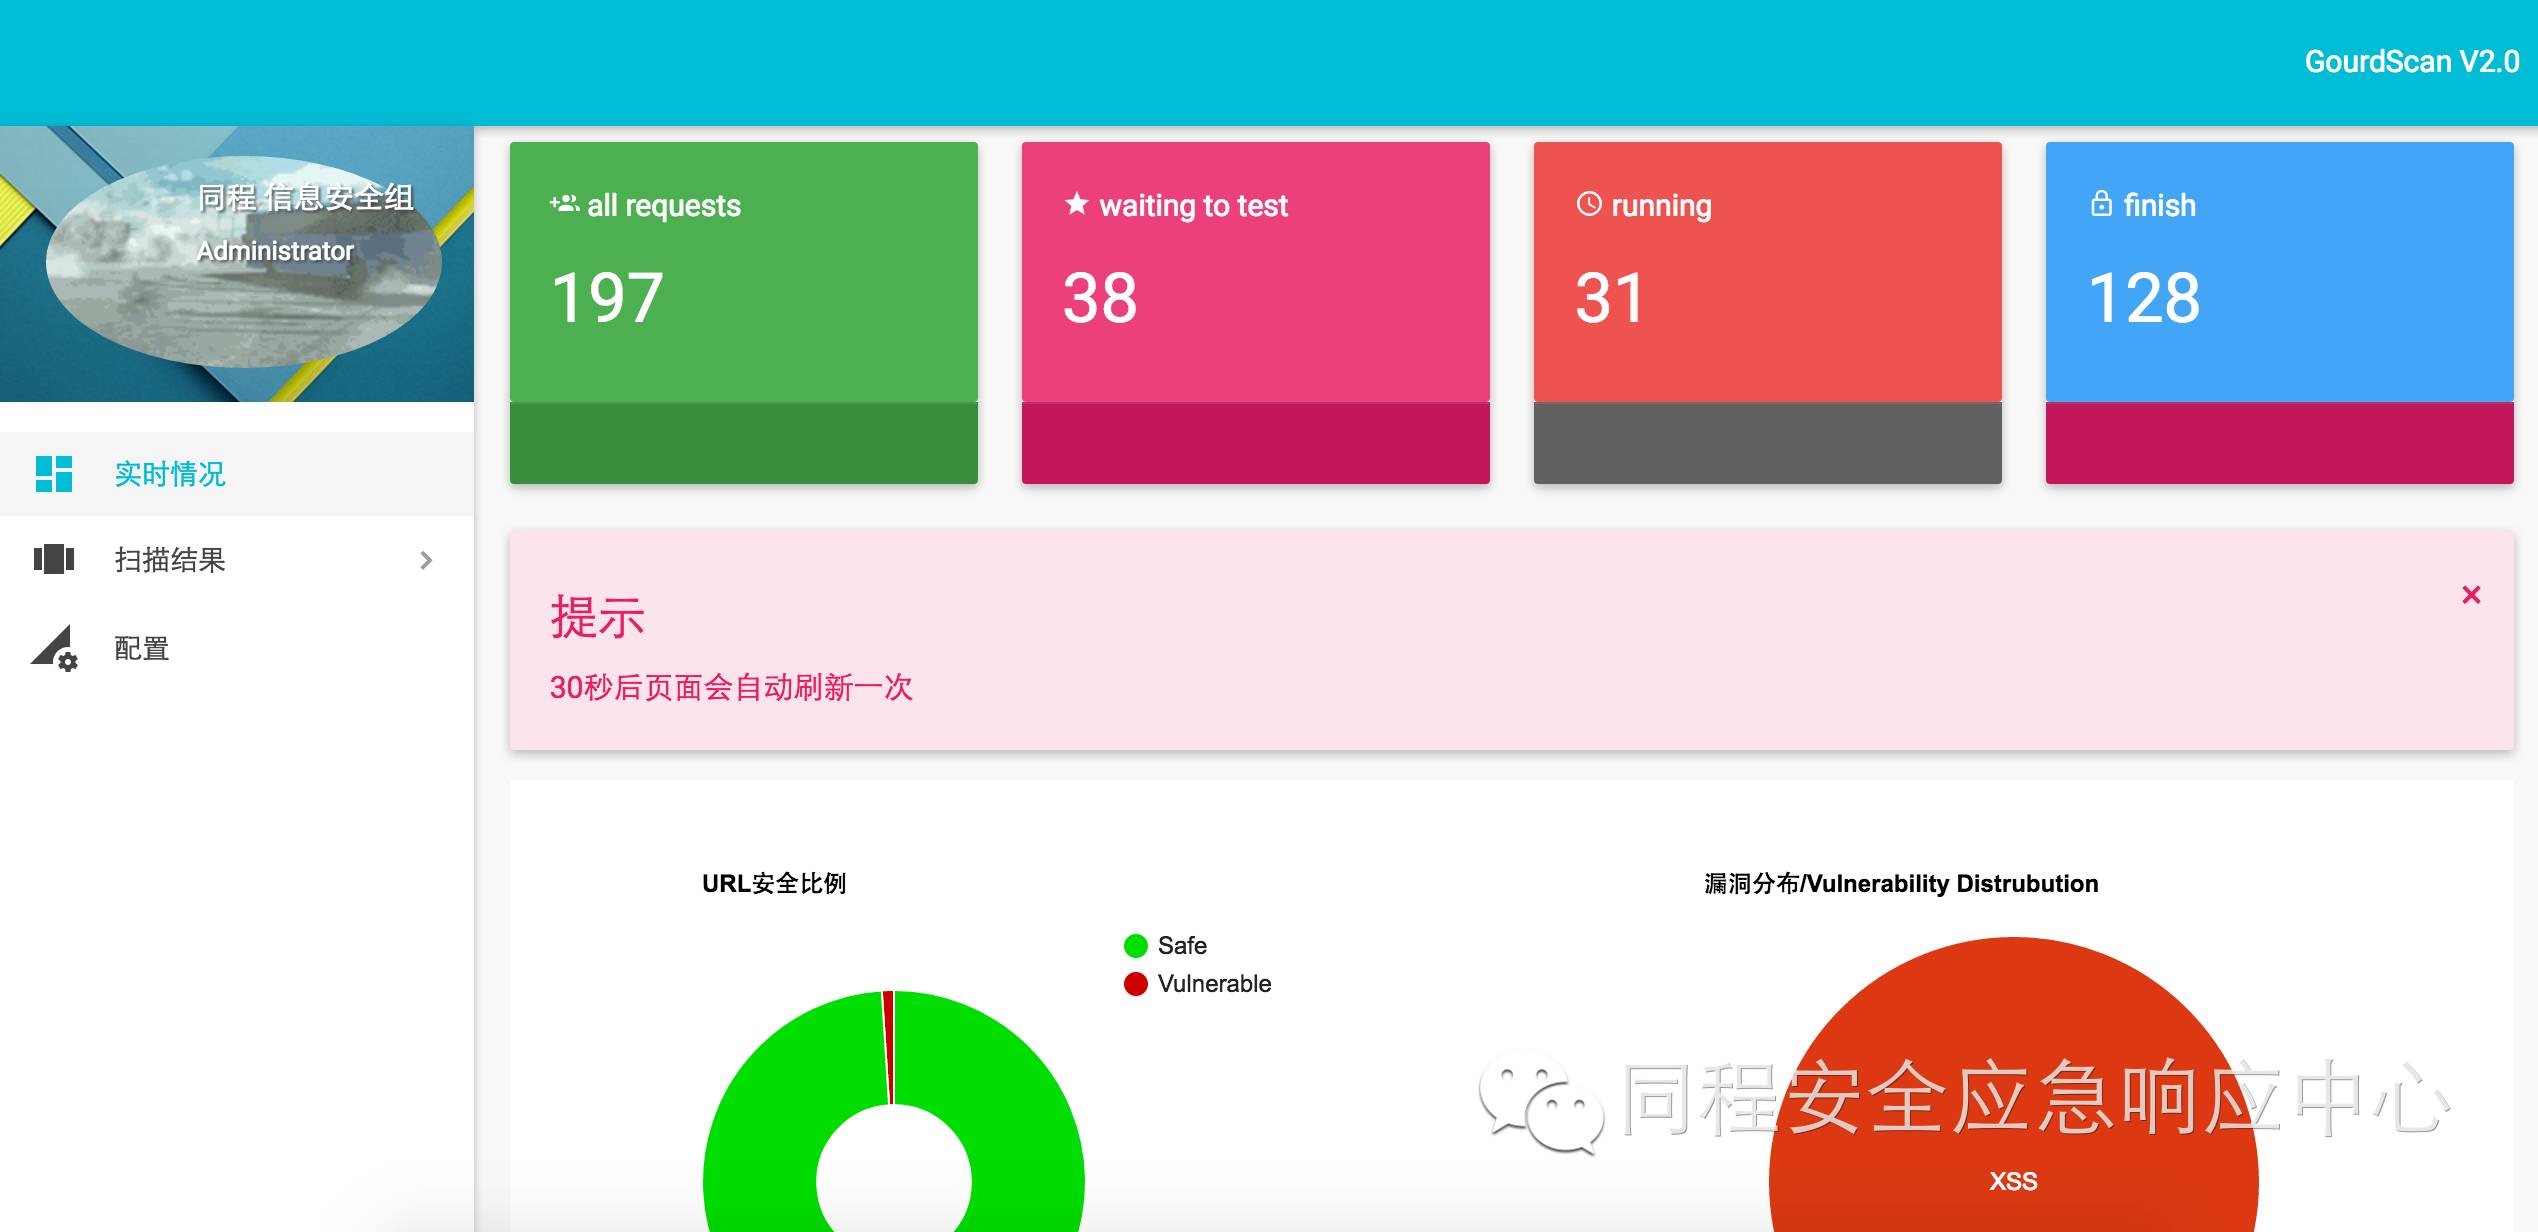 GourdScan V2.0
同程 信息安全组
Administrator
实时情况
扫描结果
配置
all requests
197
waiting to test
38
running
31
finish
128
提示
30秒后页面会自动刷新一次
URL安全比例
Safe
Vulnerable
漏洞分布/Vulnerability Distrubution
XSS
同程安全应急响应中心